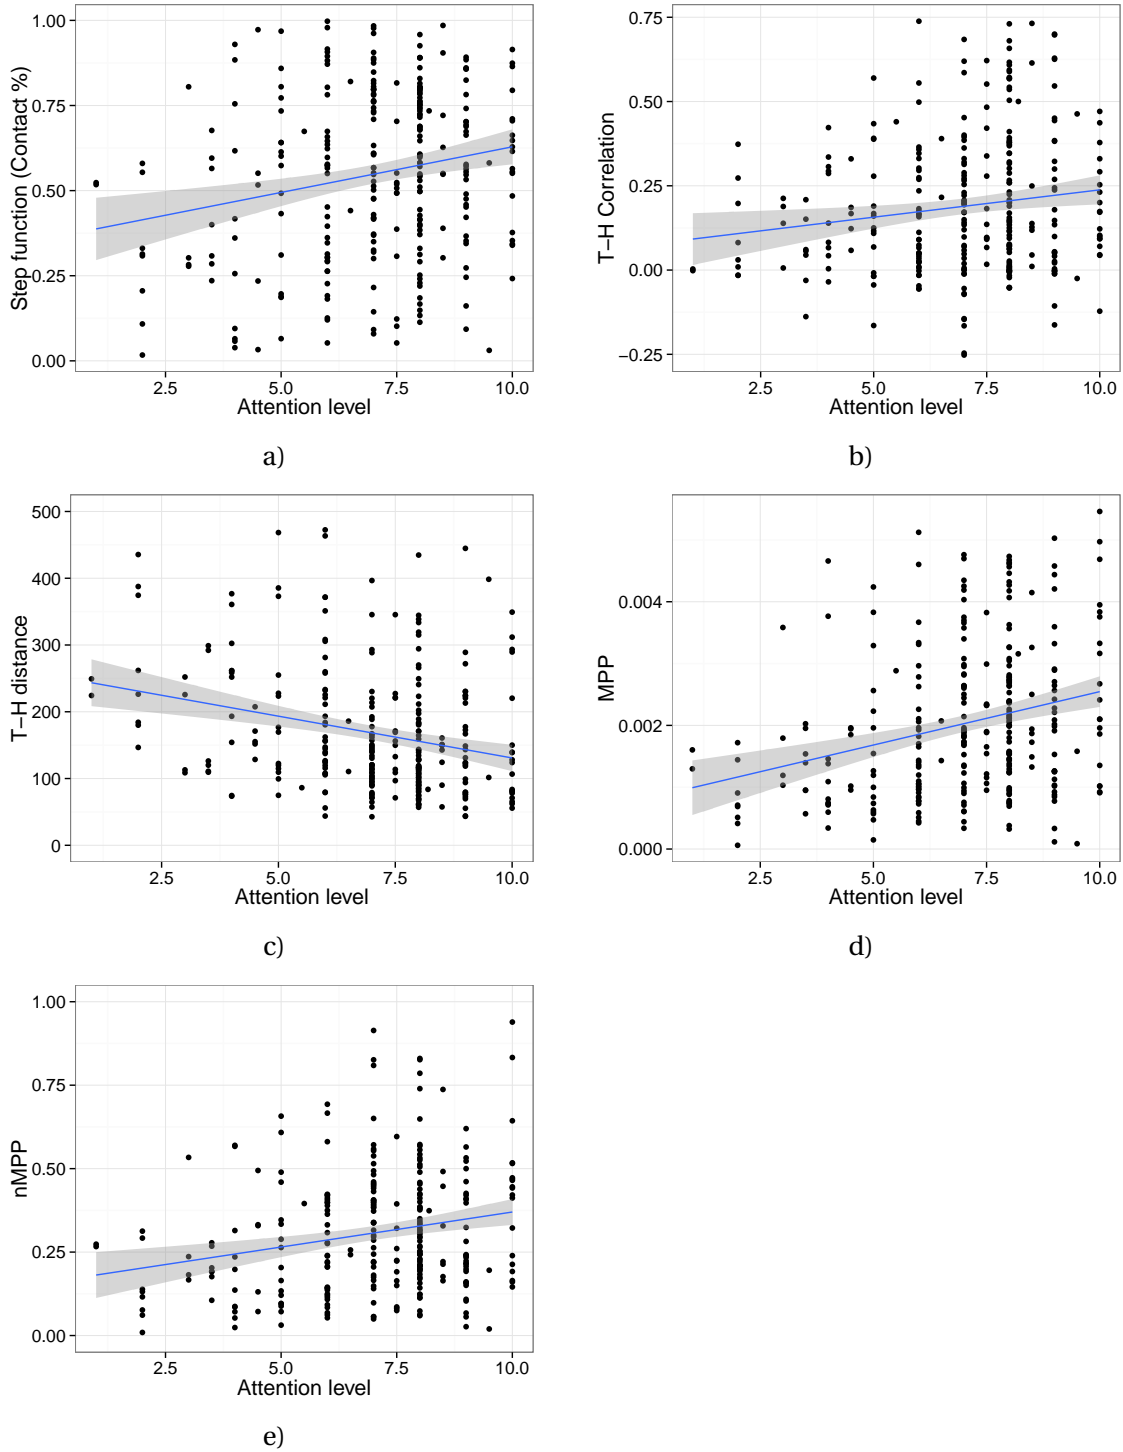 Step function (Contact %)
1.00
0.75
0.50
0.25
0.00
2.5 5.0 7.5 10.0
Attention level
a)
T−H Correlation
0.75
0.50
0.25
0.00
−0.25
2.5 5.0 7.5 10.0
Attention level
b)
T−H distance
500
400
300
200
100
0
2.5 5.0 7.5 10.0
Attention level
c)
MPP
0.004
0.002
0.000
2.5 5.0 7.5 10.0
Attention level
d)
nMPP
1.00
0.75
0.50
0.25
0.00
2.5 5.0 7.5 10.0
Attention level
e)